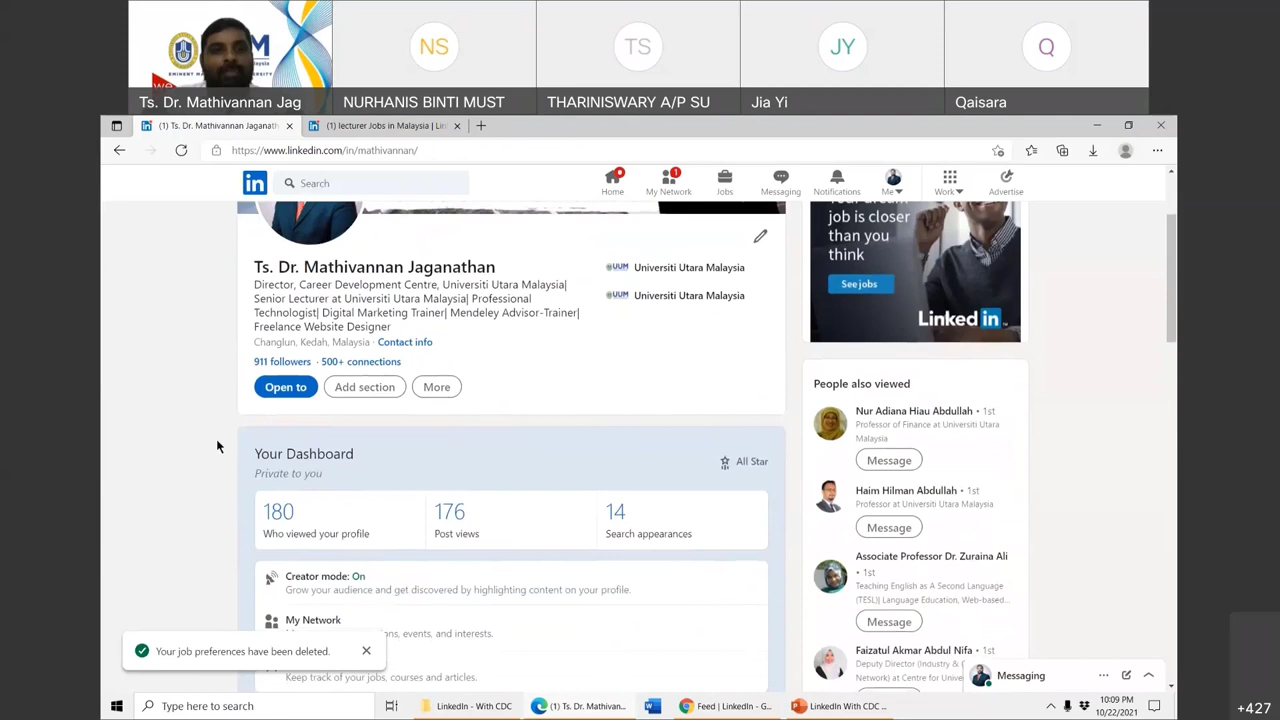 NS
TS
JY
Q
Ts. Dr. Mathivannan Jag
NURHANIS BINTI MUST
THARINISWARY A/P SU
Jia Yi
Qaisara
(1) Ts. Dr. Mathivannan Jaganath
(1) lecturer Jobs in Malaysia | Lin
https://www.linkedin.com/in/mathivannan/
in
Search
Home
My Network
1
Jobs
Messaging
Notifications
Me
Work
Advertise
job is closer
than you
think
See jobs
Linked in
Ts. Dr. Mathivannan Jaganathan
Director, Career Development Centre, Universiti Utara Malaysia|
Senior Lecturer at Universiti Utara Malaysia| Professional
Technologist| Digital Marketing Trainer| Mendeley Advisor-Trainer|
Freelance Website Designer
Changlun, Kedah, Malaysia · Contact info
911 followers · 500+ connections
Open to
Add section
More
UUM Universiti Utara Malaysia
UUM Universiti Utara Malaysia
Your Dashboard
Private to you
All Star
180
Who viewed your profile
176
Post views
14
Search appearances
Creator mode: On
Grow your audience and get discovered by highlighting content on your profile.
My Network
ons, events, and interests.
Keep track of your jobs, courses and articles.
Your job preferences have been deleted.
People also viewed
Nur Adiana Hiau Abdullah • 1st
Professor of Finance at Universiti Utara
Malaysia
Message
Haim Hilman Abdullah • 1st
Professor at Universiti Utara Malaysia
Message
Associate Professor Dr. Zuraina Ali
• 1st
Teaching English as A Second Language
(TESL)| Language Education, Web-based...
Message
Faizatul Akmar Abdul Nifa • 1st
Deputy Director (Industry &
Network) at Centre for Univer
Messaging
Type here to search
LinkedIn - With CDC
(1) Ts. Dr. Mathivan...
Feed | LinkedIn - G...
LinkedIn With CDC ...
10:09 PM
10/22/2021
+427